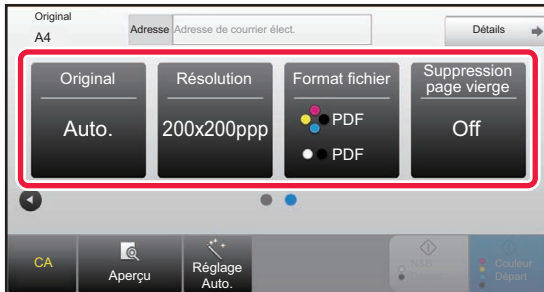 Original
A4
Adresse
Adresse de courrier élect.
Détails
Original
Auto.
Résolution
200x200ppp
Format fichier
PDF
PDF
Suppression
page vierge
Off
CA
Aperçu
Réglage
Auto.
N&B
Départ
Couleur
Départ